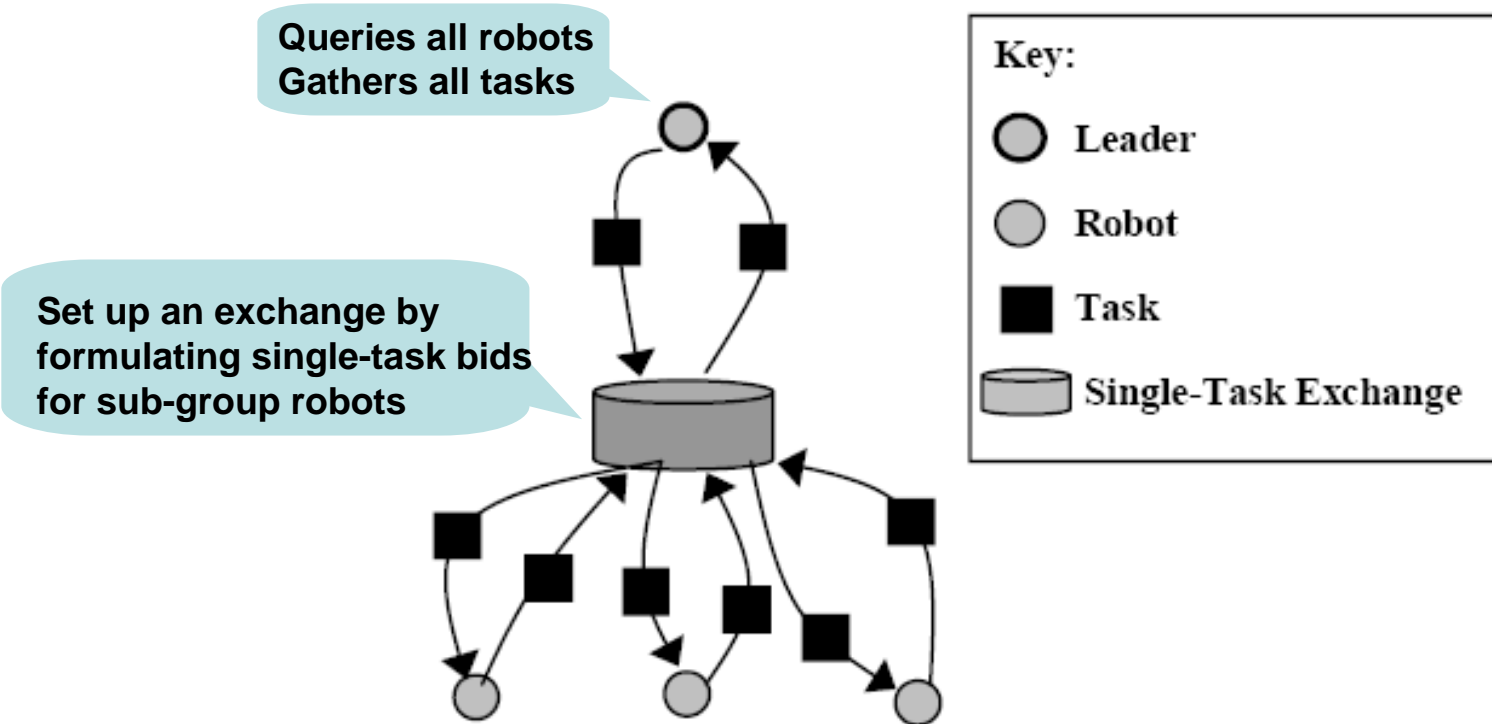 Queries all robots
Gathers all tasks
Key:
Leader
Robot
Task
Single-Task Exchange
Set up an exchange by
formulating single-task bids
for sub-group robots